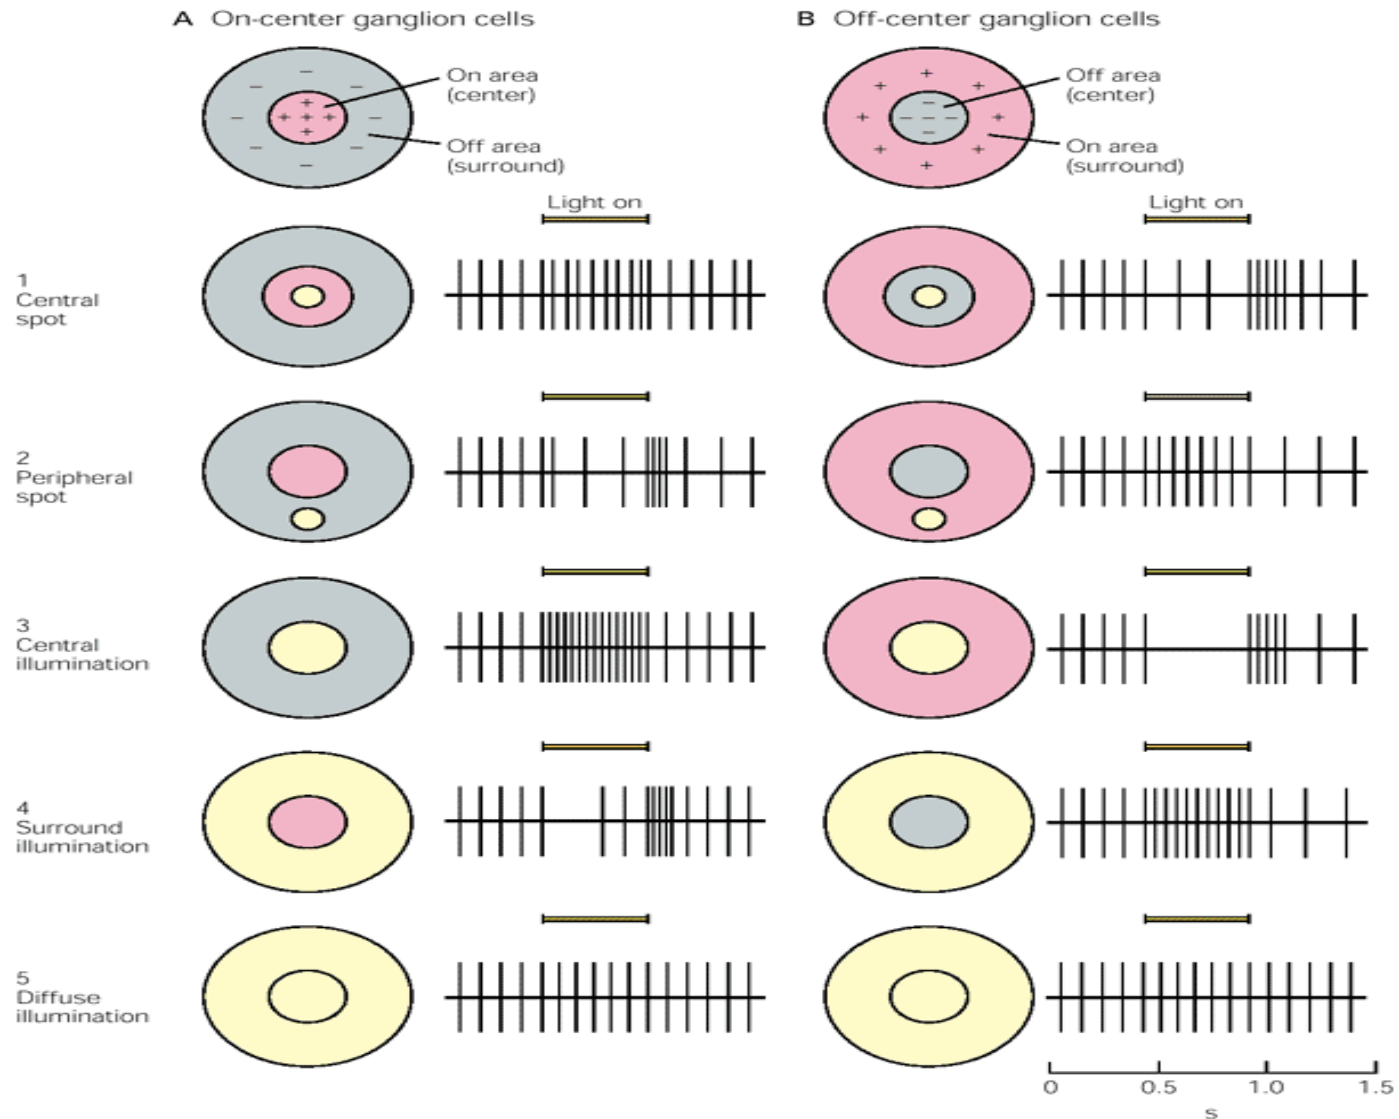 A On-center ganglion cells
B Off-center ganglion cells
On area
(center)
Off area
(surround)
Off area
(center)
On area
(surround)
Light on
Light on
1
Central
spot
2
Peripheral
spot
3
Central
illumination
4
Surround
illumination
5
Diffuse
illumination
0 0.5 1.0 1.5
s